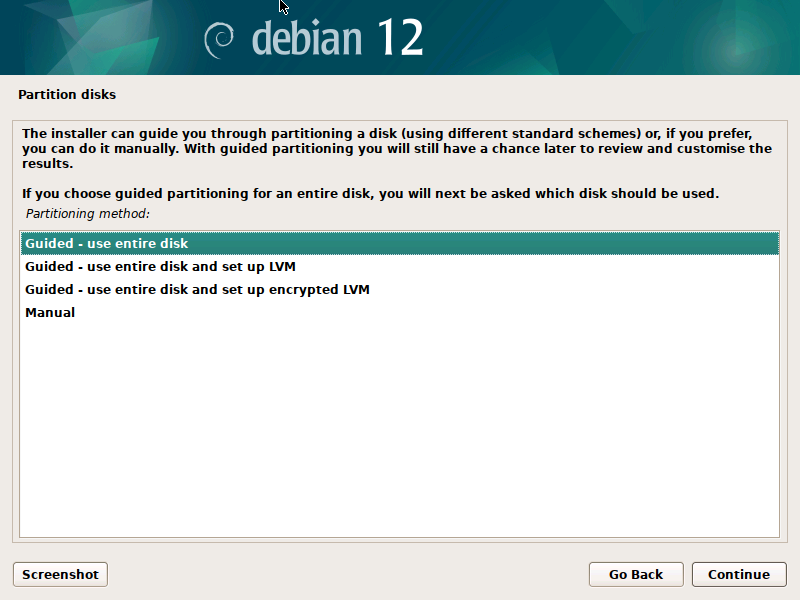 debian 12
Partition disks
The installer can guide you through partitioning a disk (using different standard schemes) or, if you prefer,
you can do it manually. With guided partitioning you will still have a chance later to review and customise the
results.
If you choose guided partitioning for an entire disk, you will next be asked which disk should be used.
Partitioning method:
Guided - use entire disk
Guided - use entire disk and set up LVM
Guided - use entire disk and set up encrypted LVM
Manual
Screenshot
Go Back
Continue